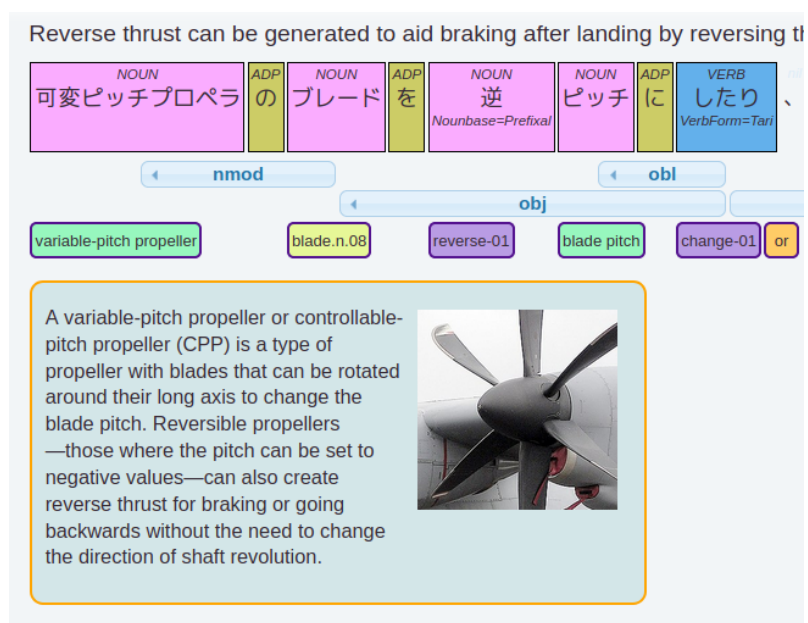 Reverse thrust can be generated to aid braking after landing by reversing
NOUN ADP NOUN ADP NOUN NOUN ADP VERB
可変ピッチプロペラ の ブレード を 逆 ピッチ に したり 、
Nounbase=Prefixal VerbForm=Tari
nmod obl
obj
variable-pitch propeller blade.n.08 reverse-01 blade pitch change-01 or
A variable-pitch propeller or controllable-
pitch propeller (CPP) is a type of
propeller with blades that can be rotated
around their long axis to change the
blade pitch. Reversible propellers
—those where the pitch can be set to
negative values—can also create
reverse thrust for braking or going
backwards without the need to change
the direction of shaft revolution.